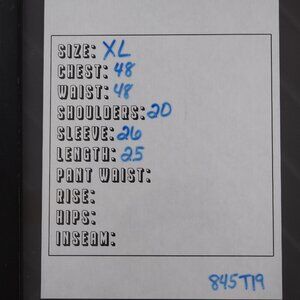 SIZE: XL
CHEST: 48
WAIST: 48
SHOULDERS: 20
SLEEVE: 26
LENGTH: 25
PANT WAIST:
RISE:
HIPS:
INSEAM:
845T19